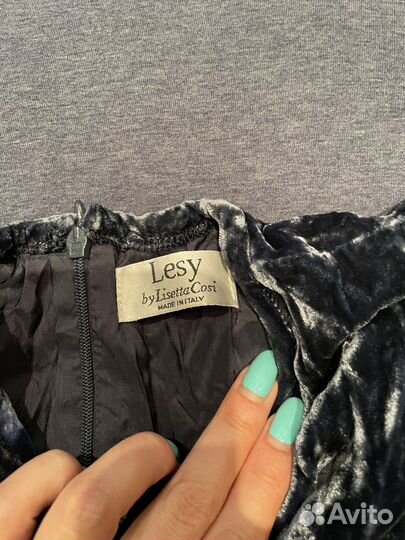 Lesy
by Lisetta Cosi
MADE IN ITALY
Avito